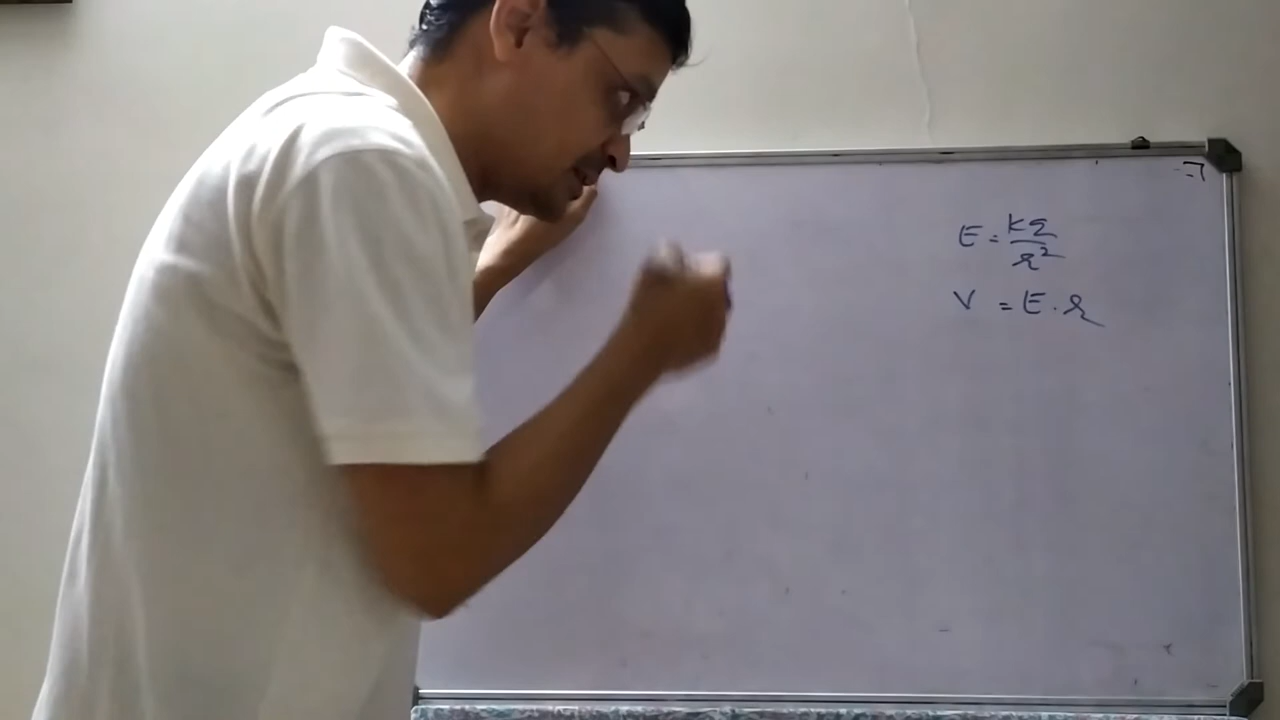 E = kq/r²
V = E · r